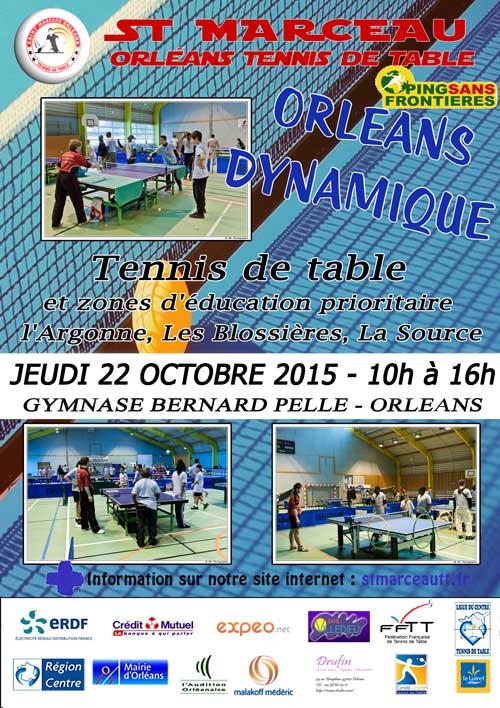 ST MARCEAU
ORLÉANS TENNIS DE TABLE
PINGSANS
FRONTIERES
ORLEANS
DYNAMIQUE
Tennis de table
et zones d'éducation prioritaire
l'Argonne, Les Blossières, La Source
JEUDI 22 OCTOBRE 2015 - 10h à 16h
GYMNASE BERNARD PELLE - ORLEANS
Information sur notre site internet : stmarceautt.fr
eRDF
ÉLECTRICITÉ RÉSEAU DISTRIBUTION FRANCE
Crédit Mutuel
LA banque à qui parler
expeo.net
FFTT
Fédération Française
de Tennis de Table
LIGUE DU CENTRE
TENNIS DE TABLE
Région
Centre
Mairie
d'Orléans
l'Audition
Orléanaise
malakoff médéric
Drufin
le Loiret